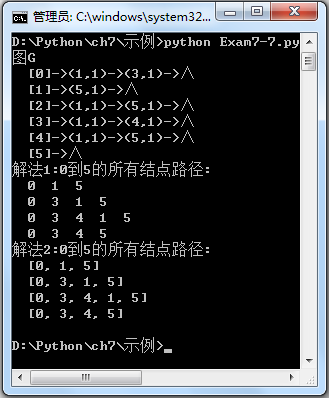 管理员: C:\windows\system32...
D:\Python\ch7\示例>python Exam7-7.py
图G
[0]->(1,1)->(3,1)->∧
[1]->(5,1)->∧
[2]->(1,1)->(5,1)->∧
[3]->(1,1)->(4,1)->∧
[4]->(1,1)->(5,1)->∧
[5]->∧
解法1:0到5的所有结点路径:
0 1 5
0 3 1 5
0 3 4 1 5
0 3 4 5
解法2:0到5的所有结点路径:
[0, 1, 5]
[0, 3, 1, 5]
[0, 3, 4, 1, 5]
[0, 3, 4, 5]
D:\Python\ch7\示例>_